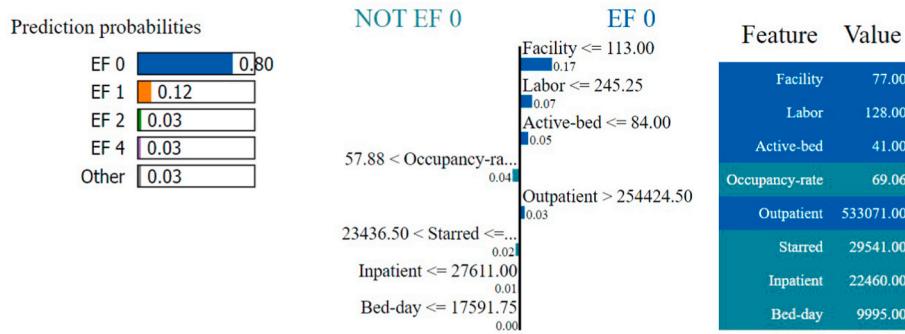 Prediction probabilities
EF 0 0.80
EF 1 0.12
EF 2 0.03
EF 4 0.03
Other 0.03
NOT EF 0 EF 0
Facility <= 113.00
0.17
Labor <= 245.25
0.07
Active-bed <= 84.00
0.05
57.88 < Occupancy-ra...
0.04
Outpatient > 254424.50
0.03
23436.50 < Starred <=...
0.02
Inpatient <= 27611.00
0.01
Bed-day <= 17591.75
0.00
Feature Value
Facility 77.00
Labor 128.00
Active-bed 41.00
Occupancy-rate 69.06
Outpatient 533071.00
Starred 29541.00
Inpatient 22460.00
Bed-day 9995.00